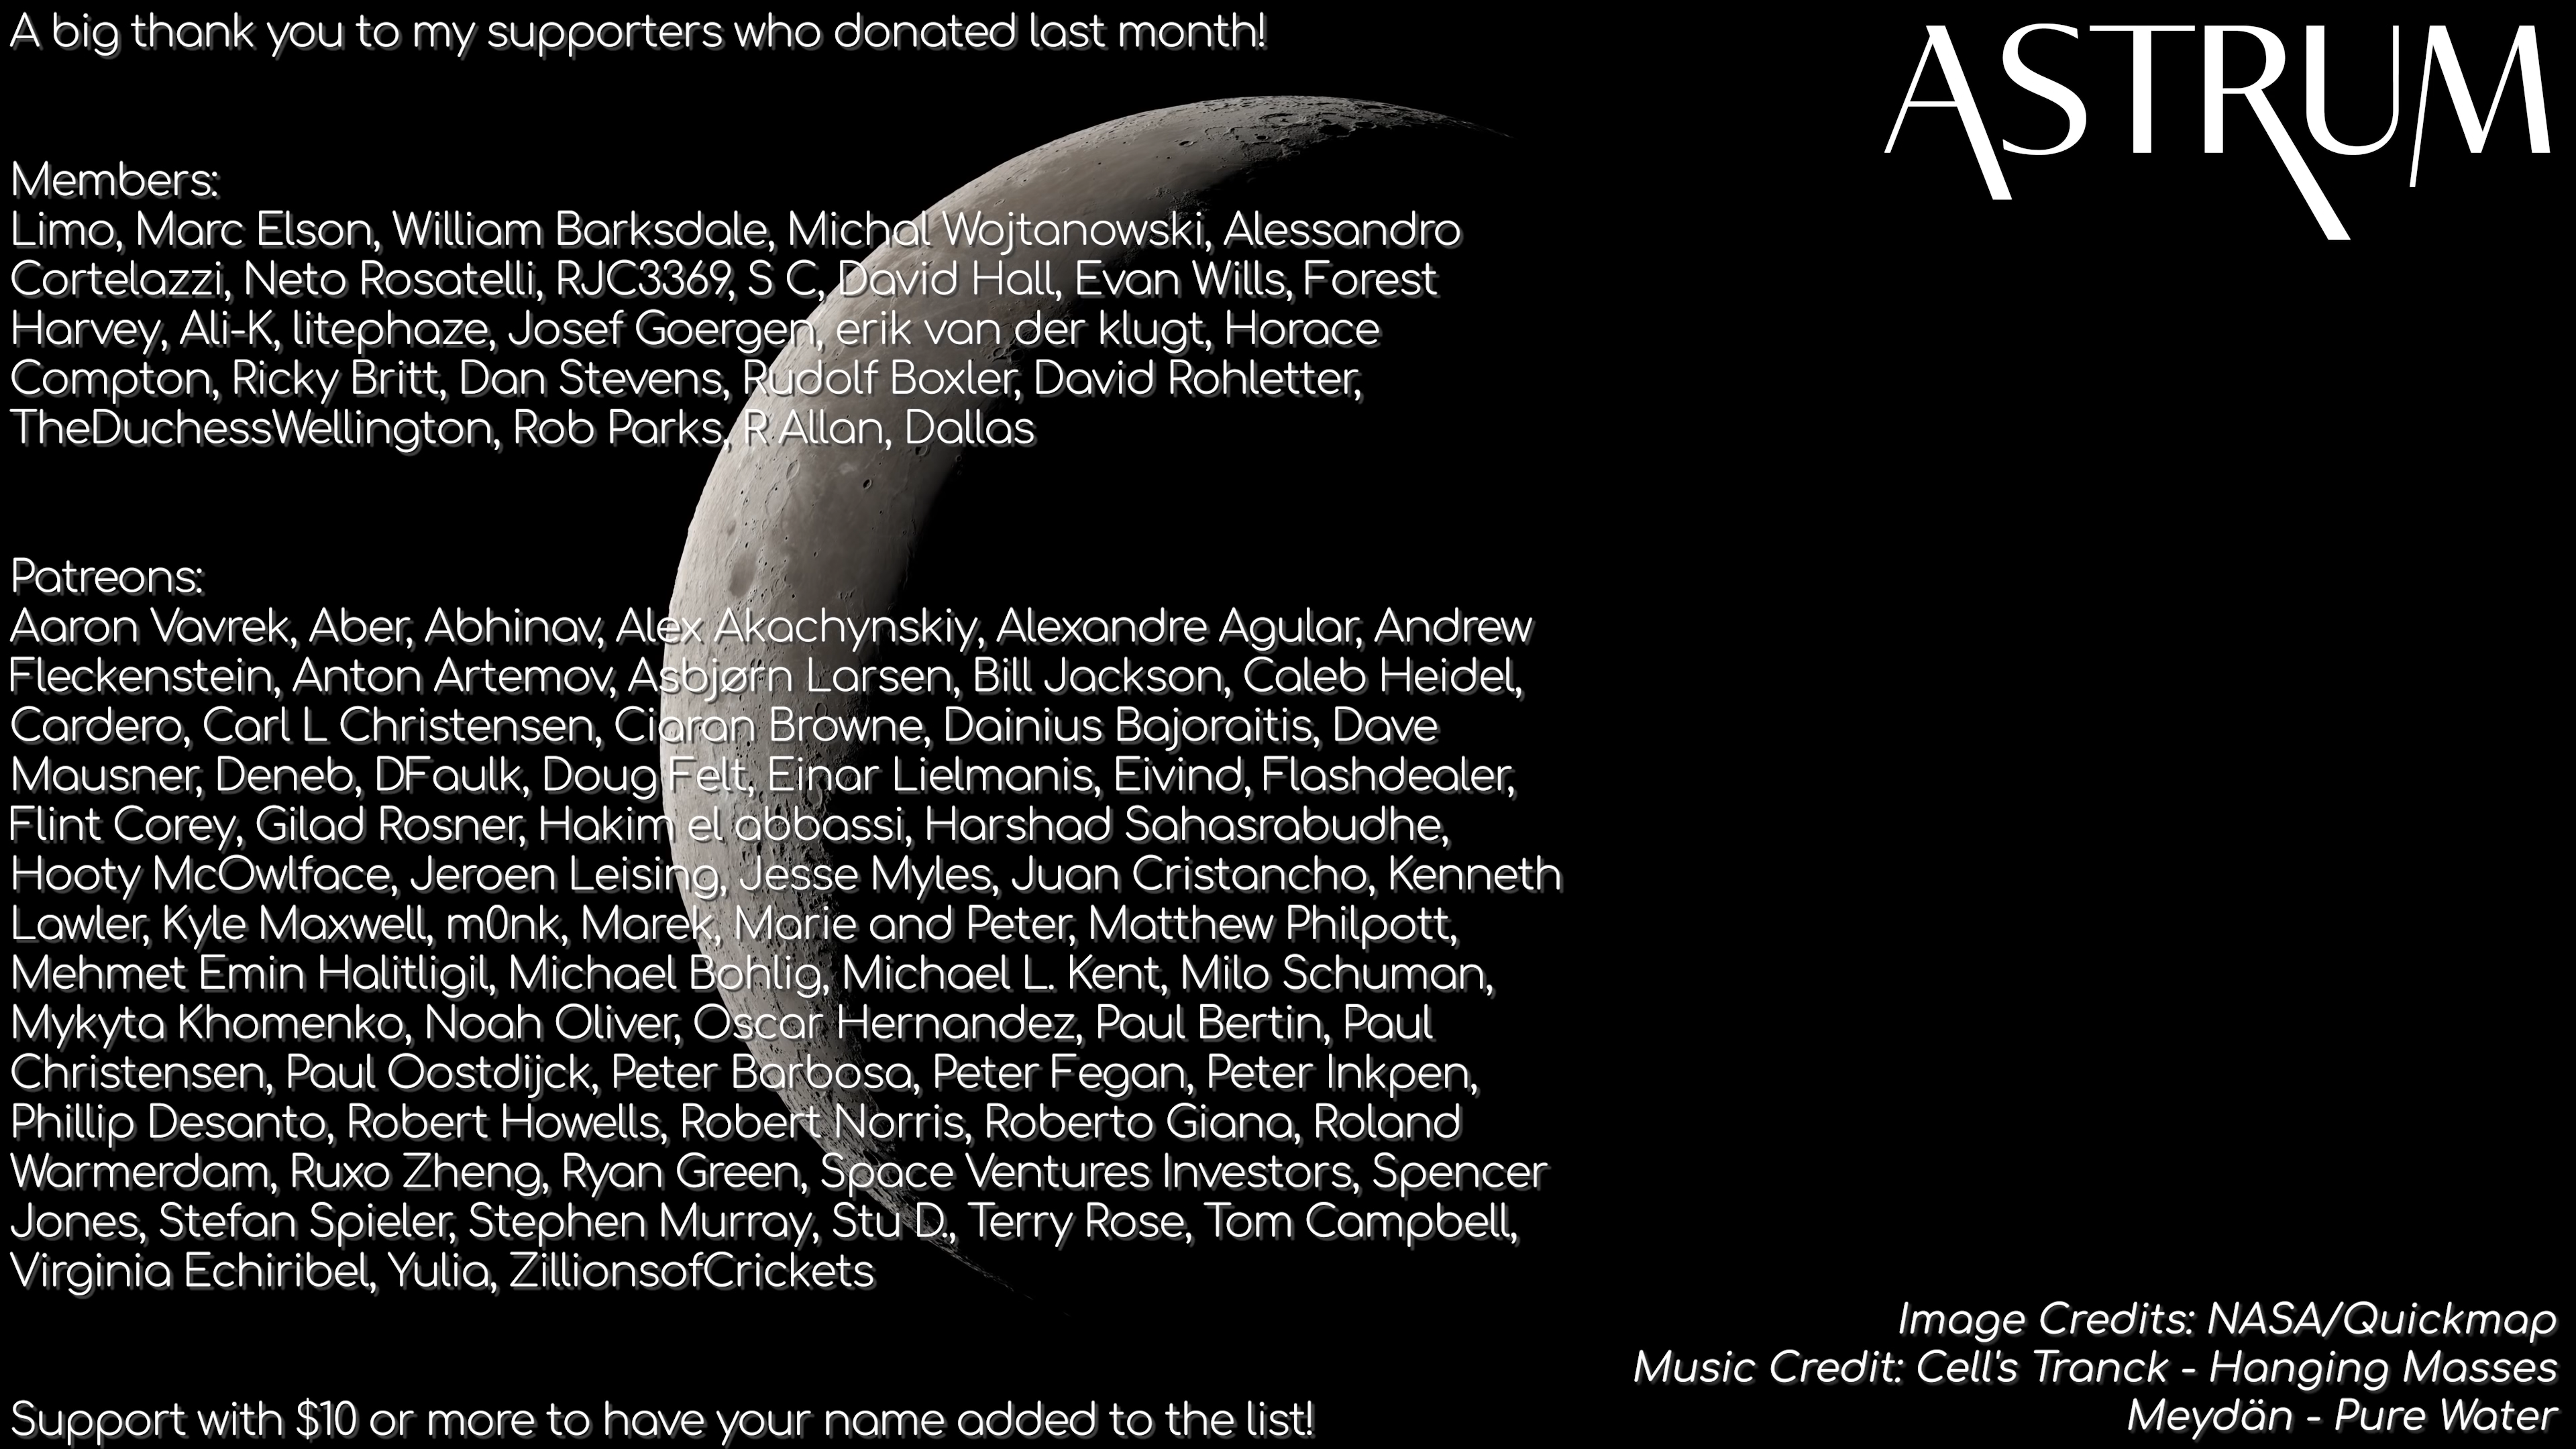 A big thank you to my supporters who donated last month!
ASTRUM
Members:
Limo, Marc Elson, William Barksdale, Michal Wojtanowski, Alessandro
Cortelazzi, Neto Rosatelli, RJC3369, S C, David Hall, Evan Wills, Forest
Harvey, Ali-K, litephaze, Josef Goergen, erik van der klugt, Horace
Compton, Ricky Britt, Dan Stevens, Rudolf Boxler, David Rohletter,
TheDuchessWellington, Rob Parks, R Allan, Dallas
Patreons:
Aaron Vavrek, Aber, Abhinav, Alex Akachynskiy, Alexandre Agular, Andrew
Fleckenstein, Anton Artemov, Asbjørn Larsen, Bill Jackson, Caleb Heidel,
Cardero, Carl L Christensen, Ciaran Browne, Dainius Bajoraitis, Dave
Mausner, Deneb, DFaulk, Doug Felt, Einar Lielmanis, Eivind, Flashdealer,
Flint Corey, Gilad Rosner, Hakim el abbassi, Harshad Sahasrabudhe,
Hooty McOwlface, Jeroen Leising, Jesse Myles, Juan Cristancho, Kenneth
Lawler, Kyle Maxwell, m0nk, Marek, Marie and Peter, Matthew Philpott,
Mehmet Emin Halitligil, Michael Bohlig, Michael L. Kent, Milo Schuman,
Mykyta Khomenko, Noah Oliver, Oscar Hernandez, Paul Bertin, Paul
Christensen, Paul Oostdijck, Peter Barbosa, Peter Fegan, Peter Inkpen,
Phillip Desanto, Robert Howells, Robert Norris, Roberto Giana, Roland
Warmerdam, Ruxo Zheng, Ryan Green, Space Ventures Investors, Spencer
Jones, Stefan Spieler, Stephen Murray, Stu D., Terry Rose, Tom Campbell,
Virginia Echiribel, Yulia, ZillionsofCrickets
Support with $10 or more to have your name added to the list!
Image Credits: NASA/Quickmap
Music Credit: Cell's Tranck - Hanging Masses
Meydän - Pure Water